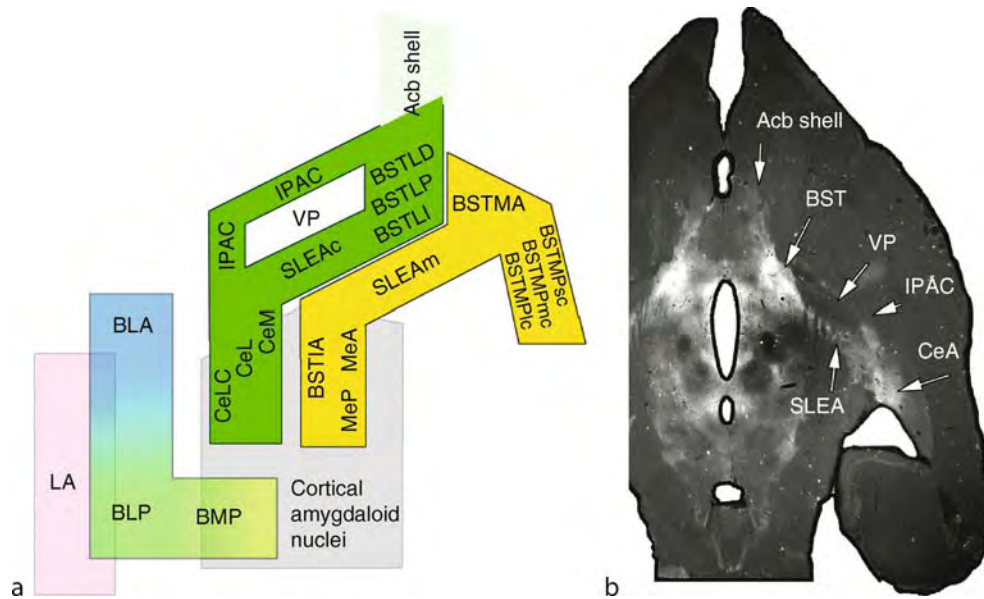 Acb shell
IPAC
IPAC
VP
BSTLD
BSTLP
BSTLI
SLEAc
CeLC
CeL
CeM
BSTMA
SLEAm
BSTMPsc
BSTMPmc
BSTMPlc
BSTIA
MeP MeA
BLA
LA
BLP
BMP
Cortical
amygdaloid
nuclei
a
Acb shell
BST
VP
IPÁC
CeA
SLEA
b